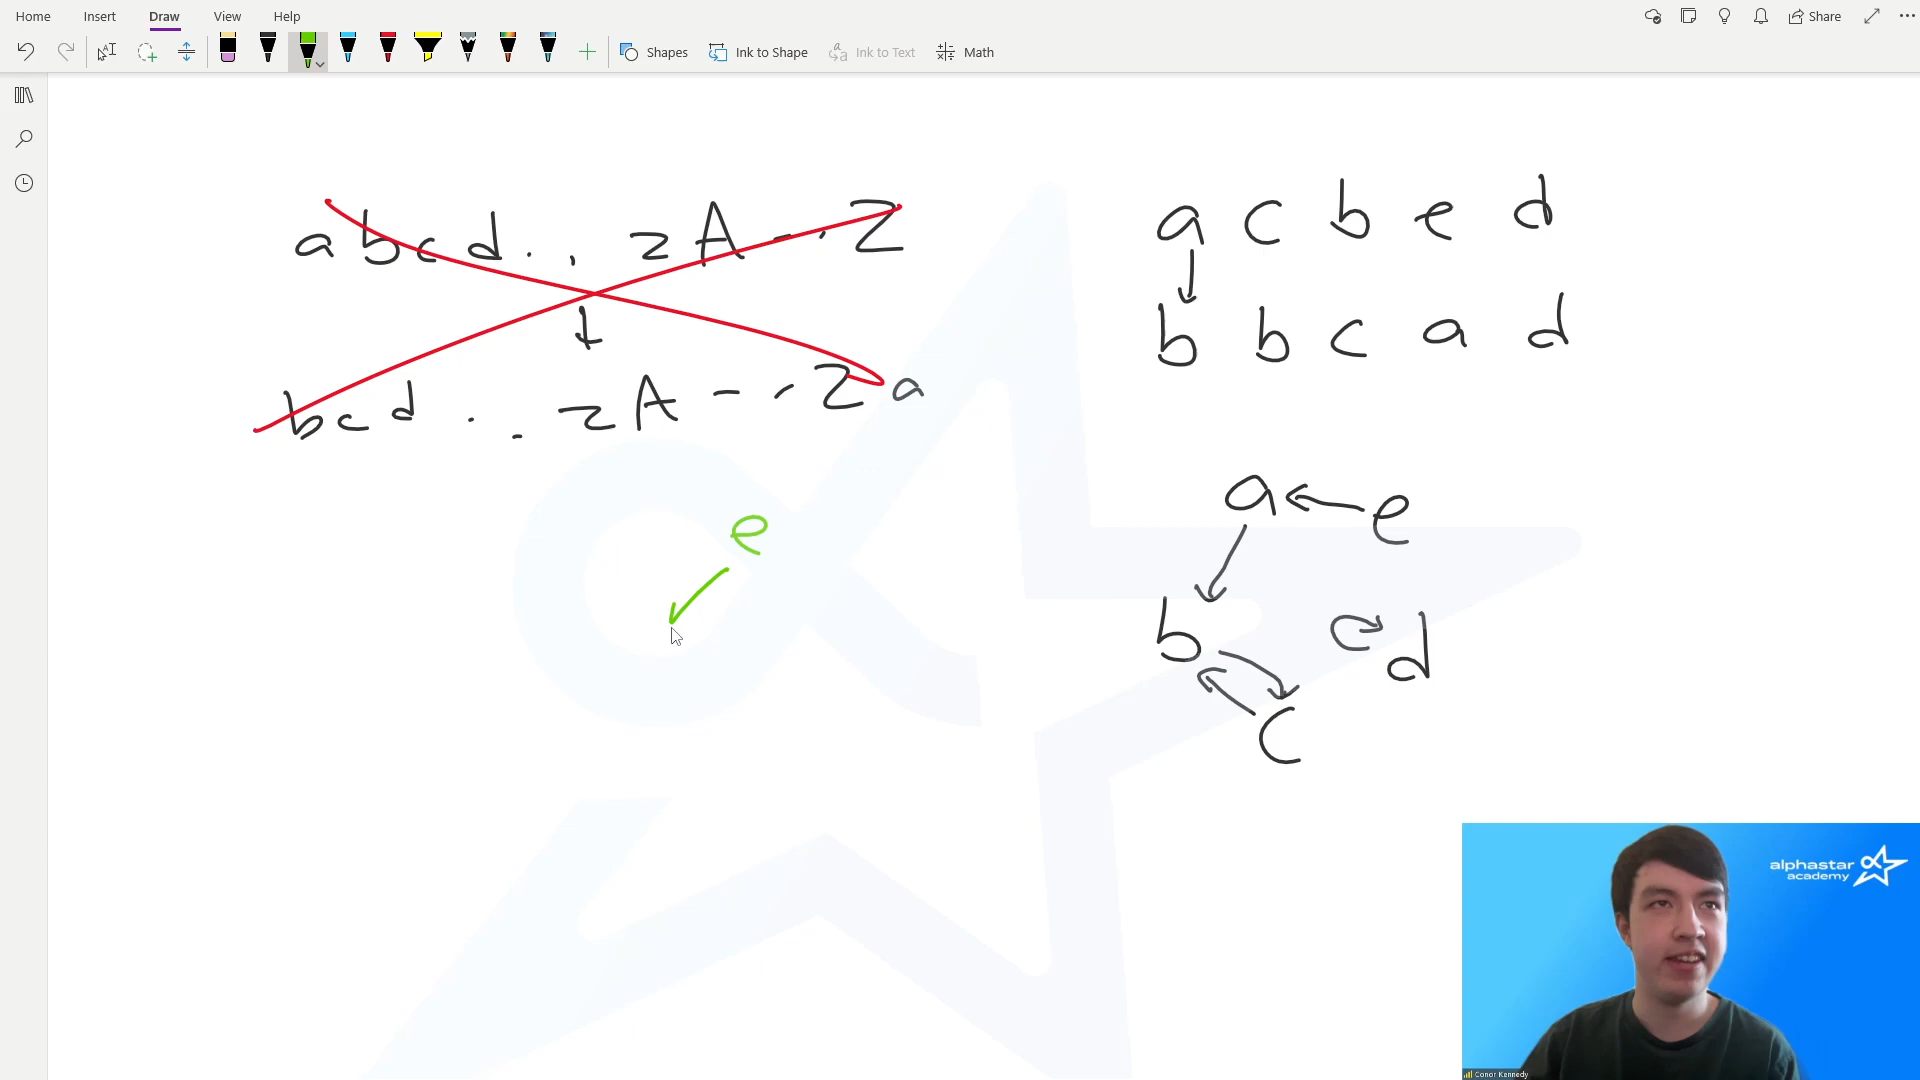 Home Insert Draw View Help
Share
Shapes Ink to Shape Ink to Text Math
a b c d . . z A - . . Z
b c d . . z A - - . Z a
e
a c b e d
b b c a d
a e
b d
c
alphastar
academy
Conor Kennedy